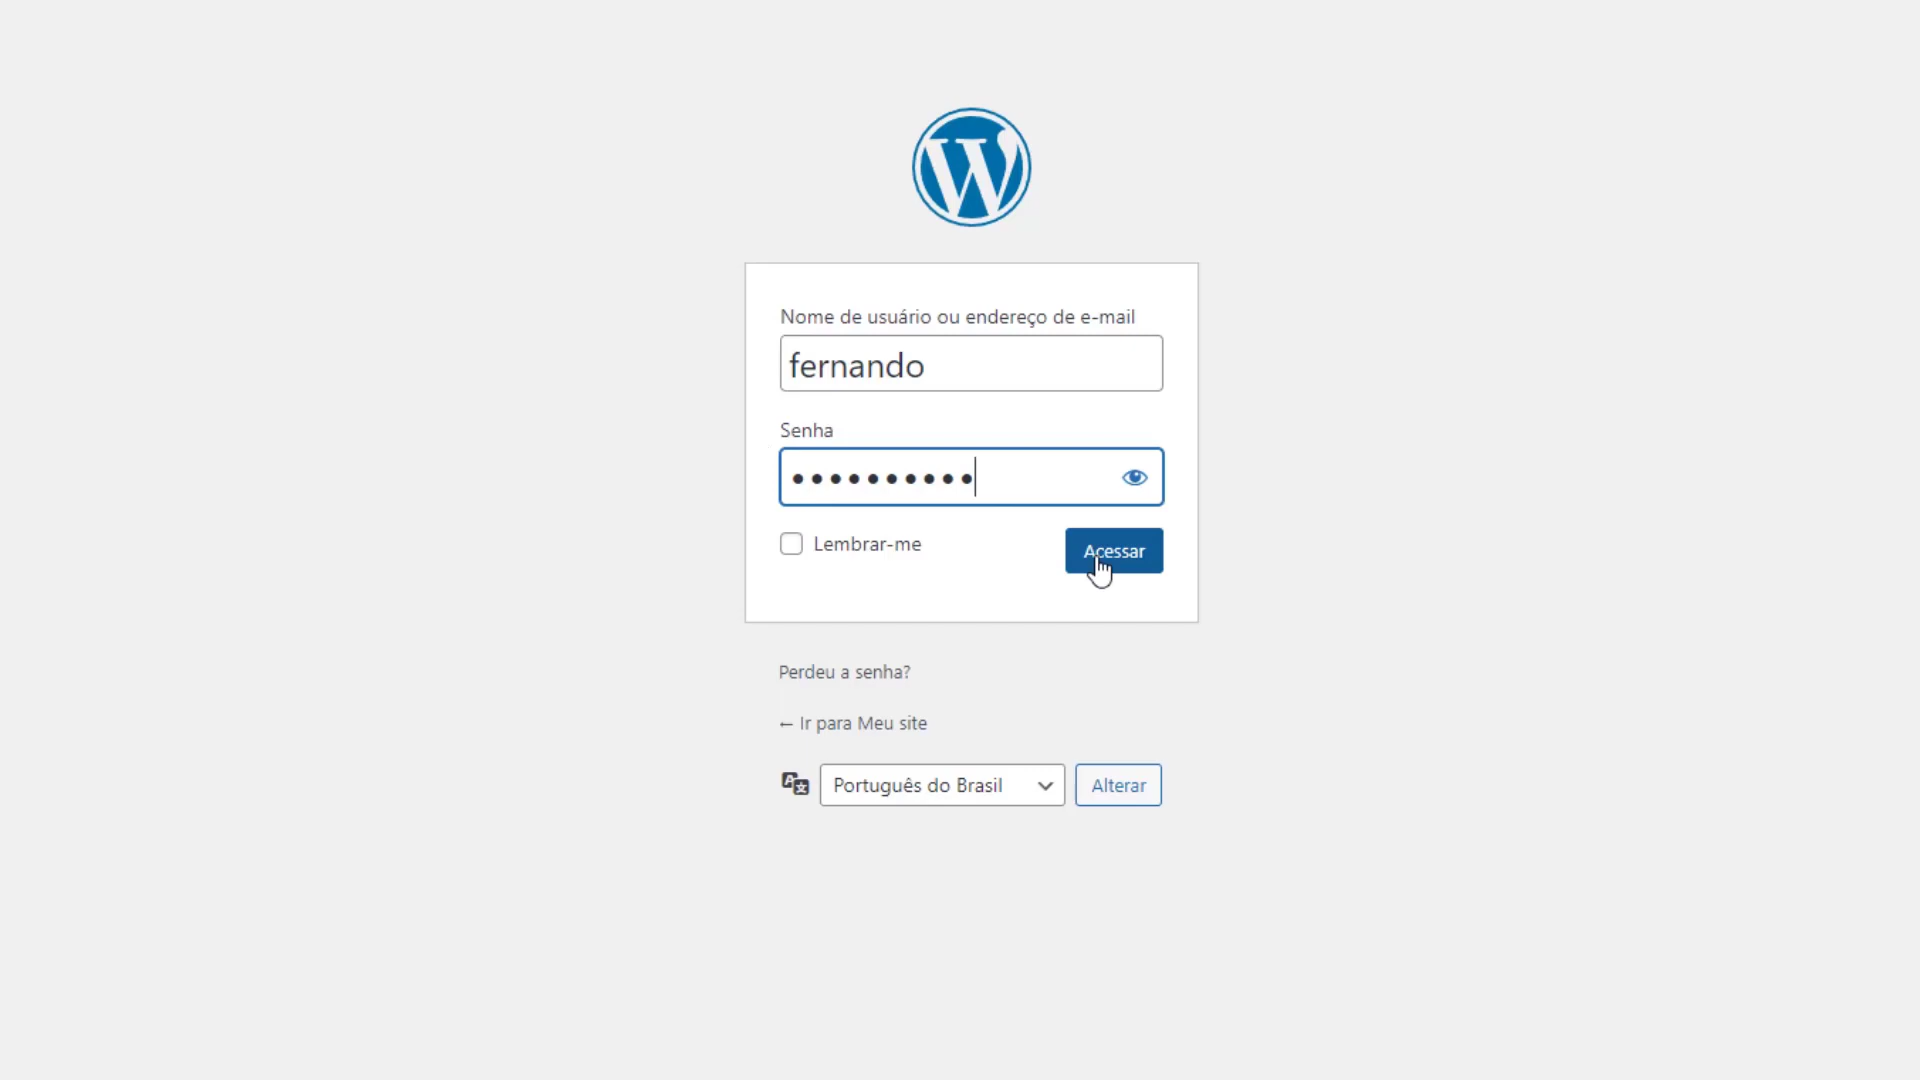 Nome de usuário ou endereço de e-mail
fernando
Senha
●●●●●●●●●●
Lembrar-me
Acessar
Perdeu a senha?
← Ir para Meu site
Português do Brasil
Alterar